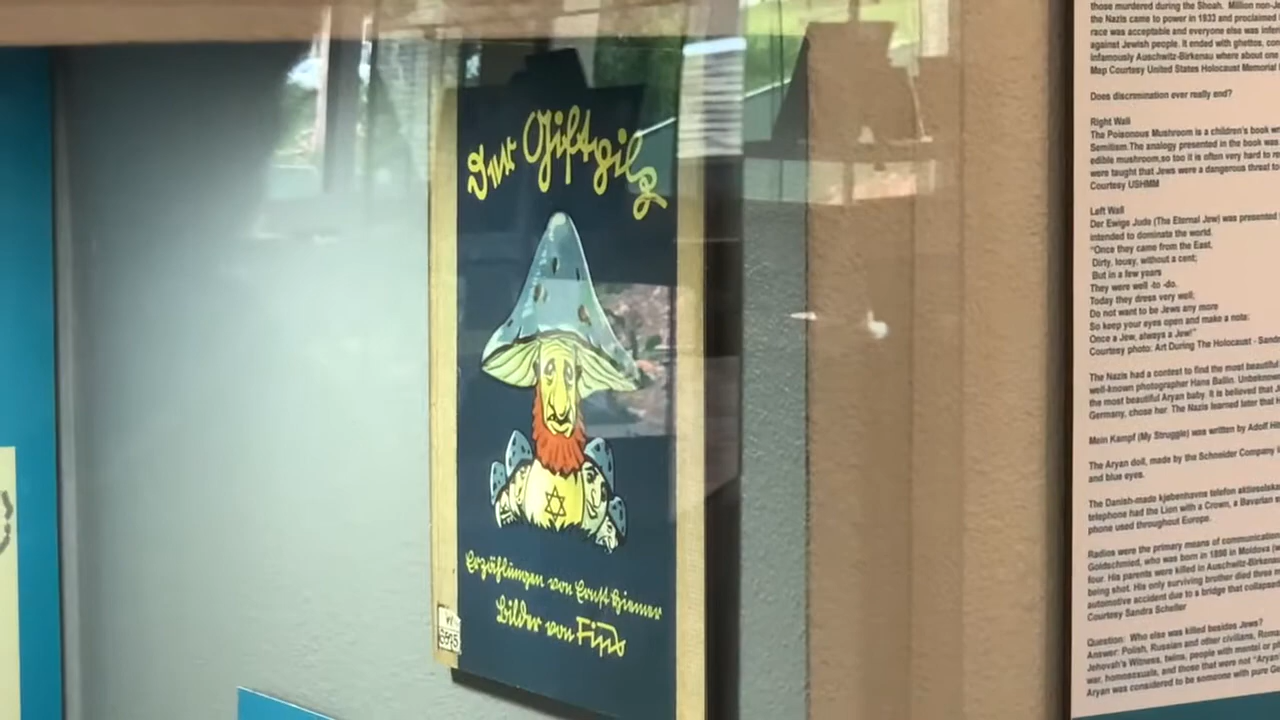 Der Giftpilz
Erzählungen von Ernst Hiemer
Bilder von Fips
those murdered during the Shoah. Million non-
the Nazis came to power in 1933 and proclaimed
race was acceptable and everyone else was
against Jewish people. It ended with ghettos,
infamously Auschwitz-Birkenau where about one
Map Courtesy United States Holocaust Memorial
Does discrimination ever really end?
Right Wall
The Poisonous Mushroom is a children's book
Semitism.The analogy presented in the book was
edible mushroom,so too it is often very hard to
were taught that Jews were a dangerous threat to
Courtesy USHMM
Left Wall
Der Ewige Jude (The Eternal Jew) was presented
intended to dominate the world.
"Once they came from the East,
Dirty, lousy, without a cent;
But in a few years
They were well -to -do.
Today they dress very well;
Do not want to be Jews any more
So keep your eyes open and make a note:
Once a Jew, always a Jew!"
Courtesy photo: Art During The Holocaust -
The Nazis had a contest to find the most beautiful
well-known photographer Hans Ballin.
the most beautiful Aryan baby. It is believed that
Germany, chose her. The Nazis learned later that
Mein Kampf (My Struggle) was written by Adolf
The Aryan doll, made by the Schneider Company
and blue eyes.
The Danish-made kjøbenhavns telefon
telephone had the Lion with a Crown, a Bavarian
phone used throughout Europe.
Radios were the primary means of
Goldschmied, who was born in 1890 in Moldova
four. His parents were killed in Auschwitz-
being shot. His only surviving brother died three
automotive accident due to a bridge that
Courtesy Sandra Scheller
Question: Who else was killed besides Jews?
Answer: Polish, Russian and other civilians,
Jehovah's Witness, twins, people with mental or
war, homosexuals, and those that were not
Aryan was considered to be someone with pure